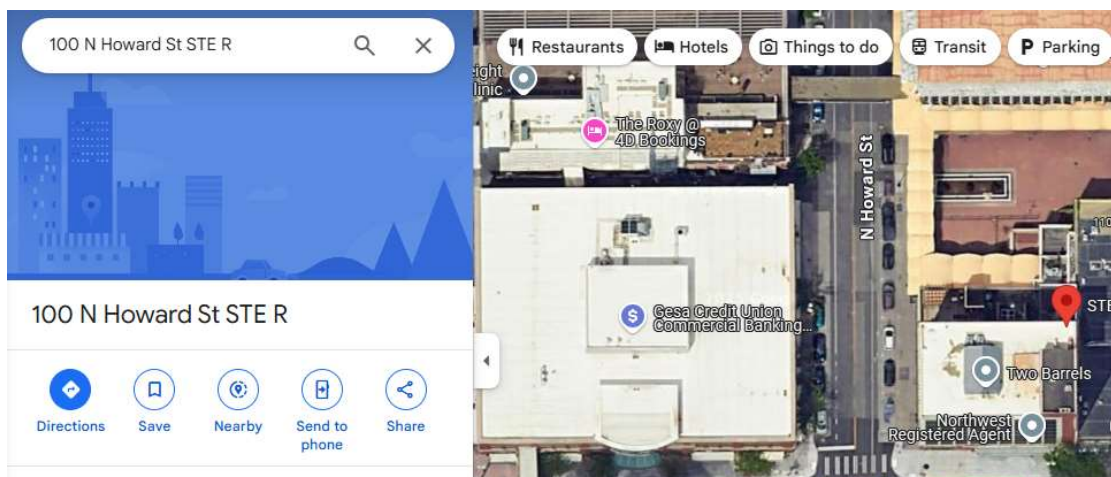 100 N Howard St STE R
Restaurants
Hotels
Things to do
Transit
Parking
100 N Howard St STE R
Directions
Save
Nearby
Send to
phone
Share
Clinic
The Roxy @
4D Bookings
N Howard St
Gesa Credit Union
Commercial Banking...
STE
Two Barrels
Northwest
Registered Agent